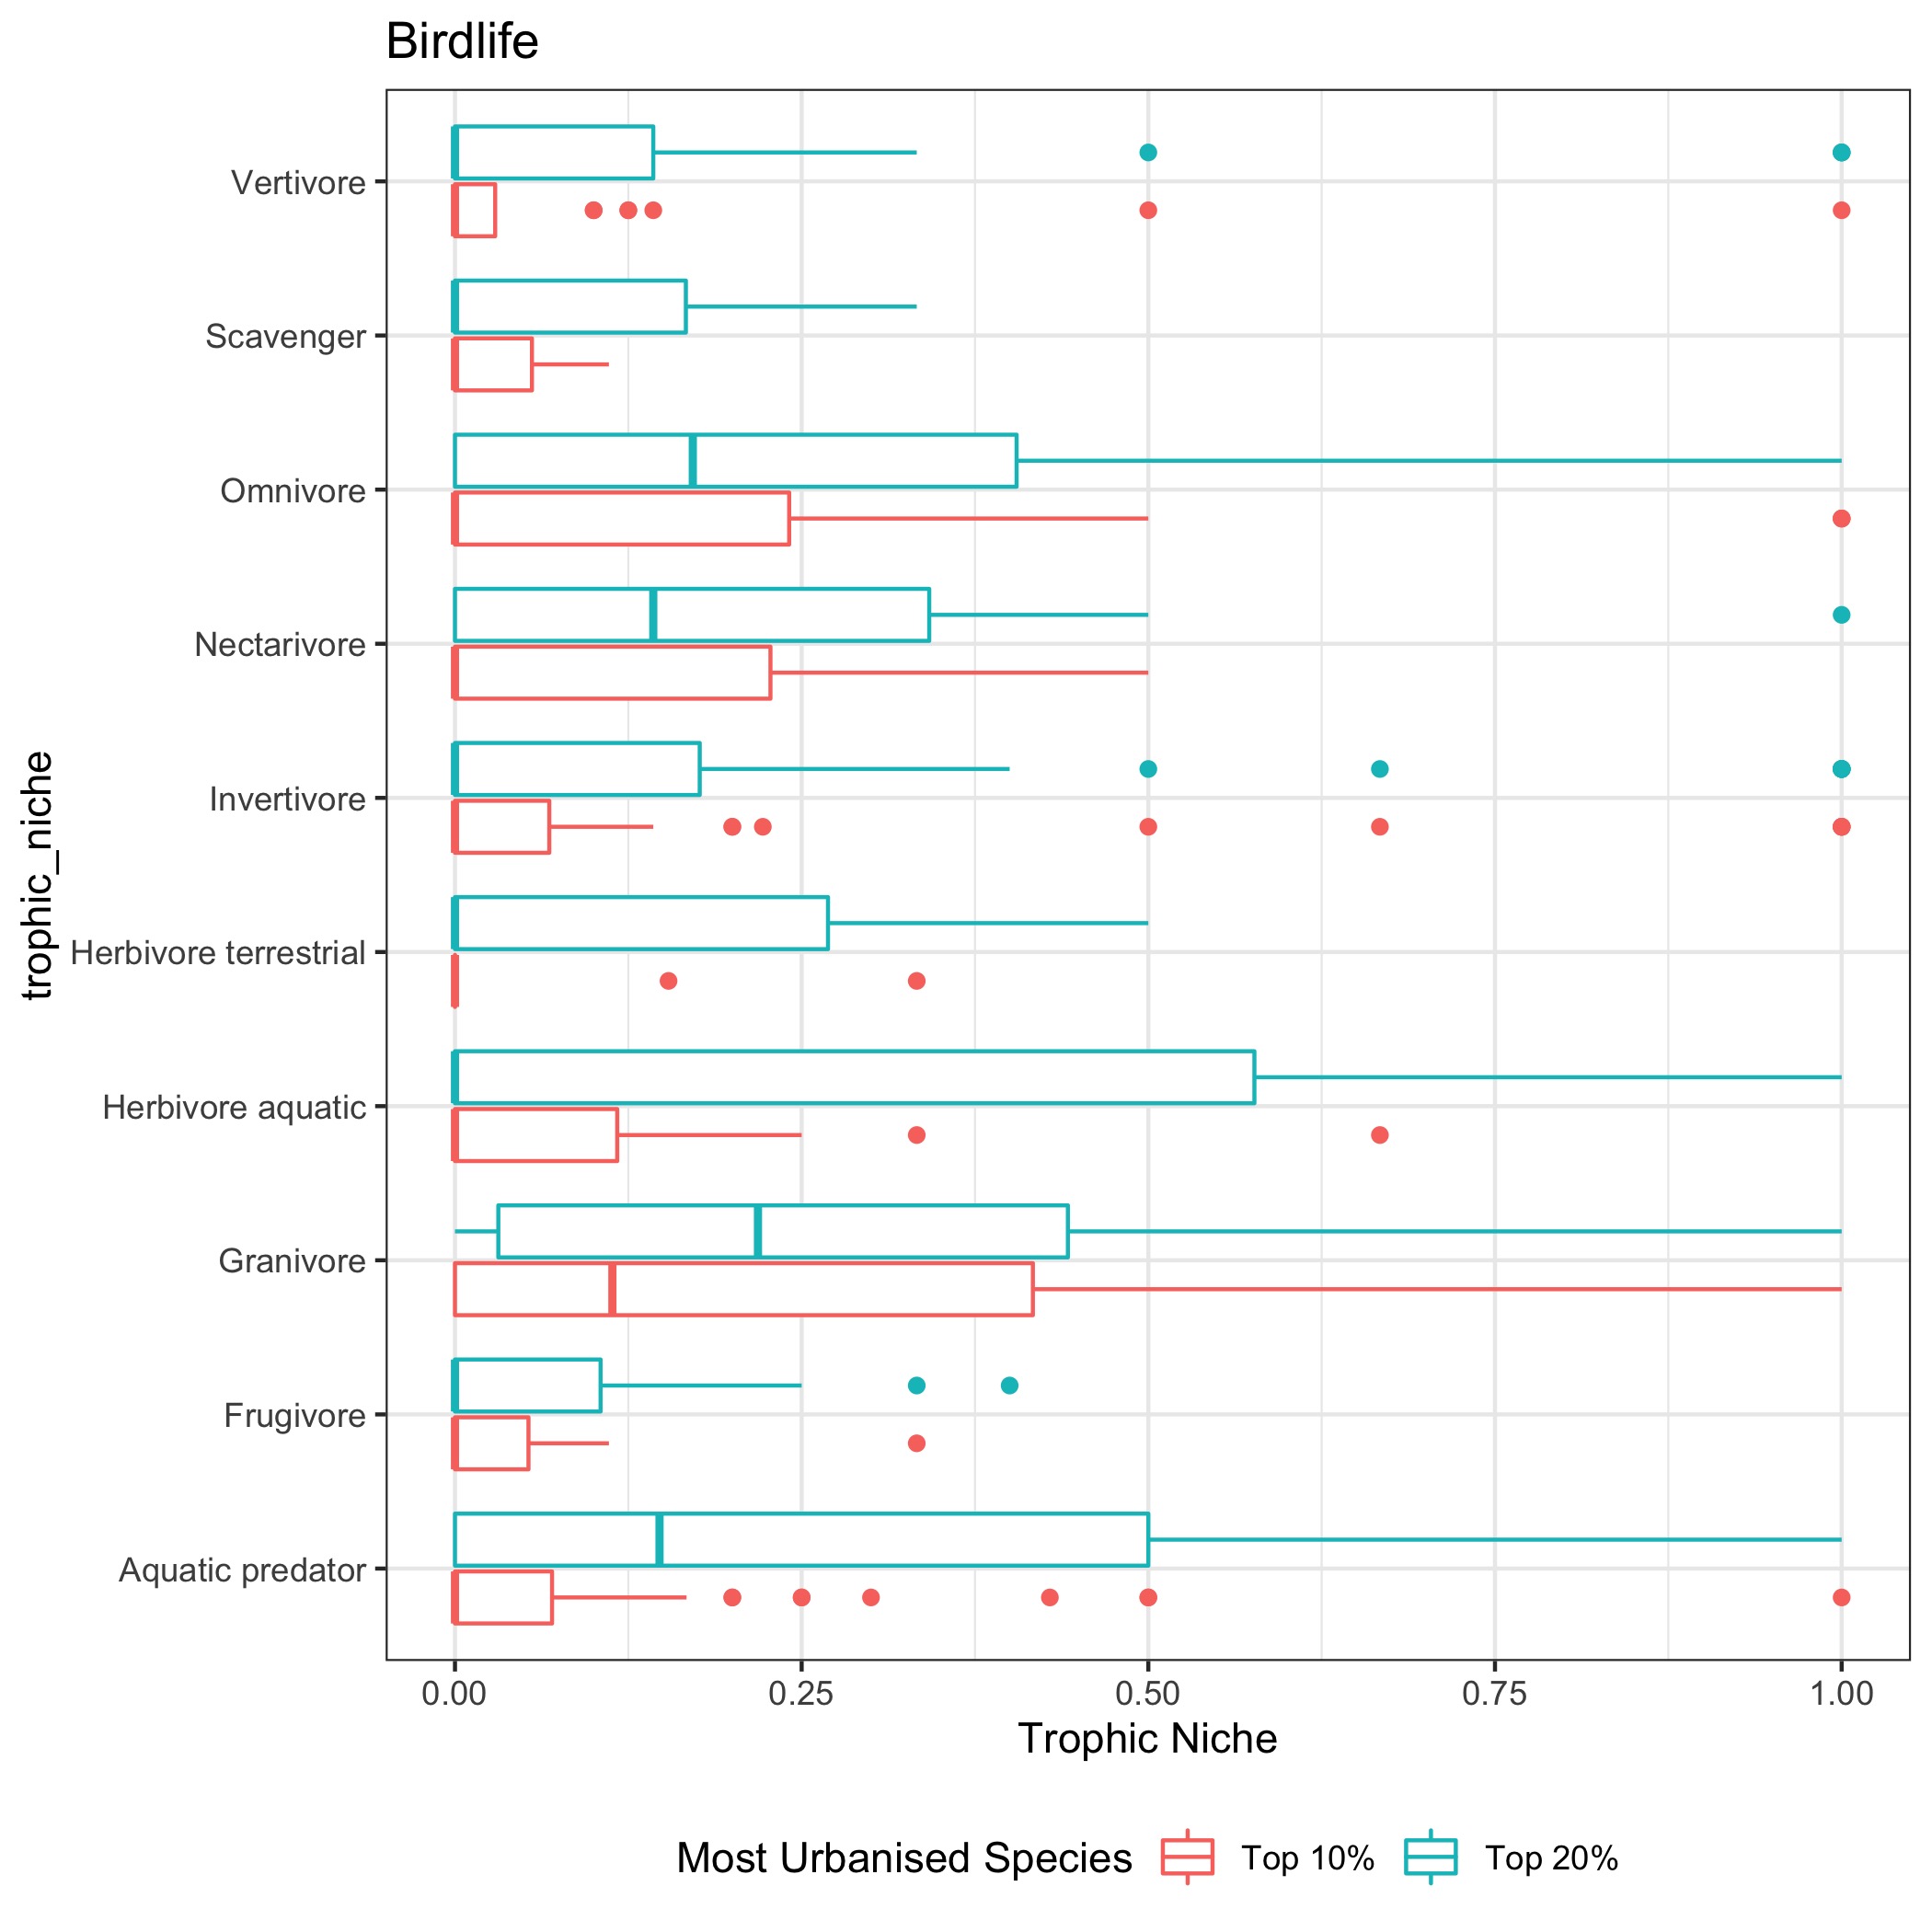 Birdlife
trophic_niche
Vertivore
Scavenger
Omnivore
Nectarivore
Invertivore
Herbivore terrestrial
Herbivore aquatic
Granivore
Frugivore
Aquatic predator
0.00 0.25 0.50 0.75 1.00
Trophic Niche
Most Urbanised Species Top 10% Top 20%